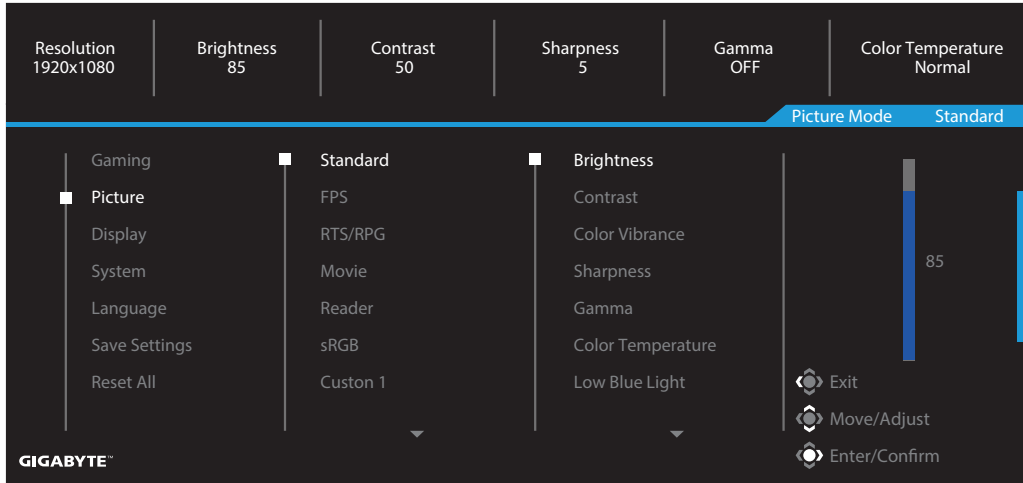 Resolution
1920x1080
Brightness
85
Contrast
50
Sharpness
5
Gamma
OFF
Color Temperature
Normal
Picture Mode Standard
Gaming
Picture
Display
System
Language
Save Settings
Reset All
Standard
FPS
RTS/RPG
Movie
Reader
sRGB
Custon 1
Brightness
Contrast
Color Vibrance
Sharpness
Gamma
Color Temperature
Low Blue Light
85
Exit
Move/Adjust
Enter/Confirm
GIGABYTE™